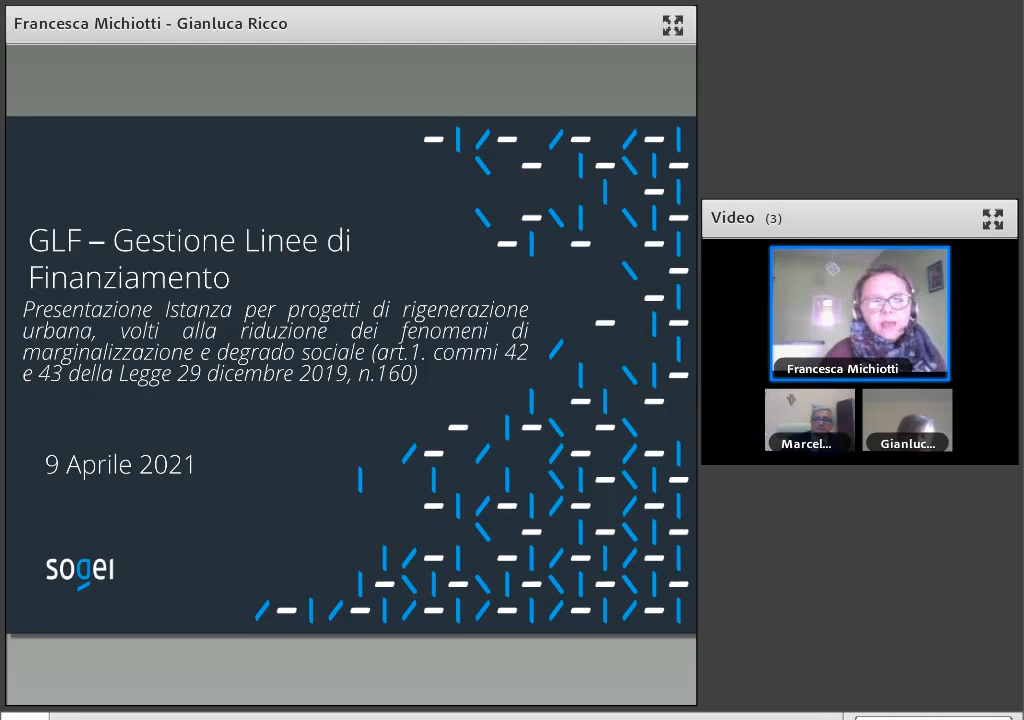 Francesca Michiotti - Gianluca Ricco
GLF – Gestione Linee di
Finanziamento
Presentazione Istanza per progetti di rigenerazione
urbana, volti alla riduzione dei fenomeni di
marginalizzazione e degrado sociale (art.1. commi 42
e 43 della Legge 29 dicembre 2019, n.160)
9 Aprile 2021
sogei
Video (3)
Francesca Michiotti
Marcel...
Gianluc...